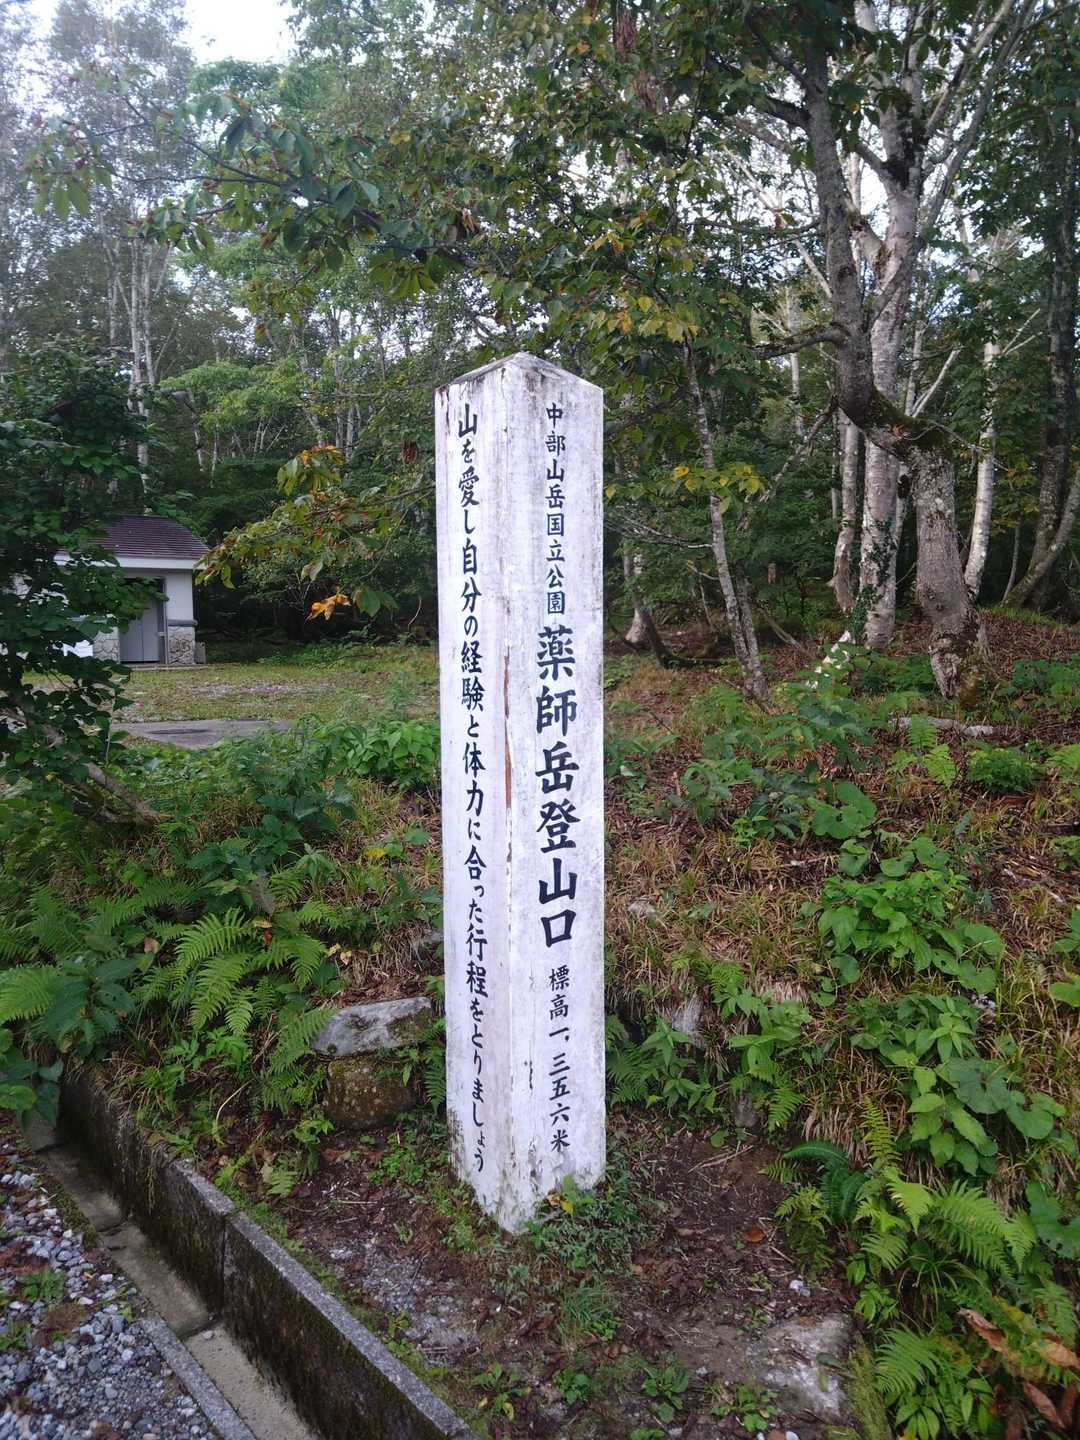 中部山岳国立公園 薬師岳登山口 標高一、三五六米
山を愛し自分の経験と体力に合った行程をとりましょう